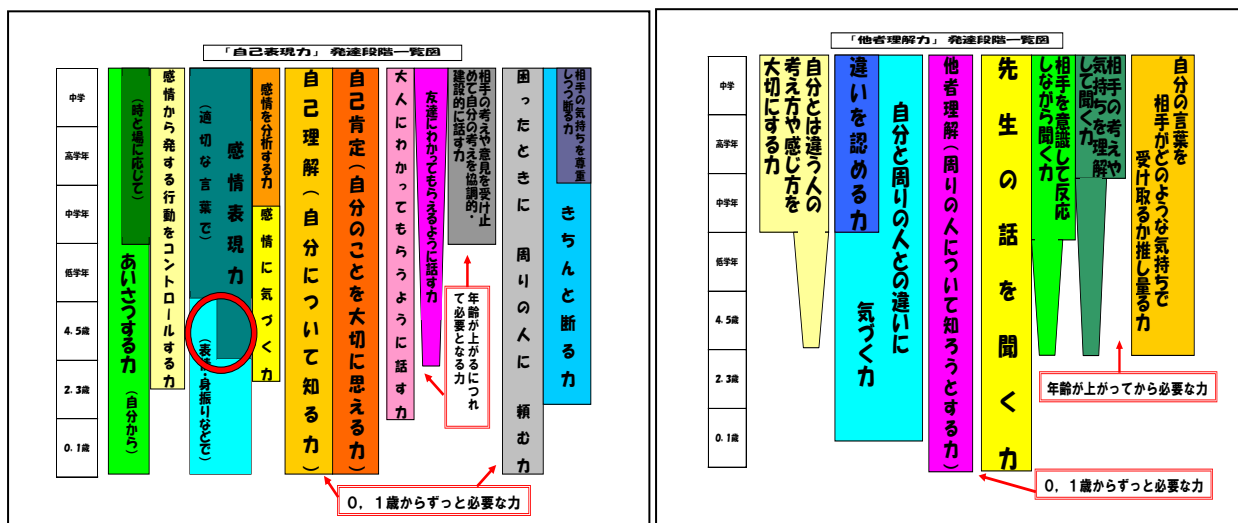 「自己表現力」 発達段階一覧図
中学
高学年
中学年
低学年
4.5歳
2.3歳
0.1歳
あいさつする力
(自分から)
(時と場に応じて)
感情から発する行動をコントロールする力
感情表現力
(適切な言葉で)
(表情・身振りなどで)
感情を分析する力
感情に気づく力
自己理解(自分について知る力)
自己肯定(自分のことを大切に思える力)
大人にわかってもらうように話す力
友達にわかってもらえるように話す力
相手の考えや意見を受け止
めて自分の考えを協調的・
建設的に話す力
困ったときに 周りの人に 頼む力
きちんと断る力
相手の気持ちを尊重
しつつ断る力
年齢が上がるにつれ
て必要となる力
0,1歳からずっと必要な力
「他者理解力」 発達段階一覧図
中学
高学年
中学年
低学年
4.5歳
2.3歳
0.1歳
自分とは違う人の
考え方や感じ方を
大切にする力
違いを認める力
自分と周りの人との違いに
気づく力
他者理解(周りの人について知ろうとする力)
先生の話を聞く力
相手を意識して反応
しながら聞く力
相手の考えや
気持ちを理解
して聞く力
自分の言葉を
相手がどのような気持ちで
受け取るか推し量る力
年齢が上がってから必要な力
0,1歳からずっと必要な力